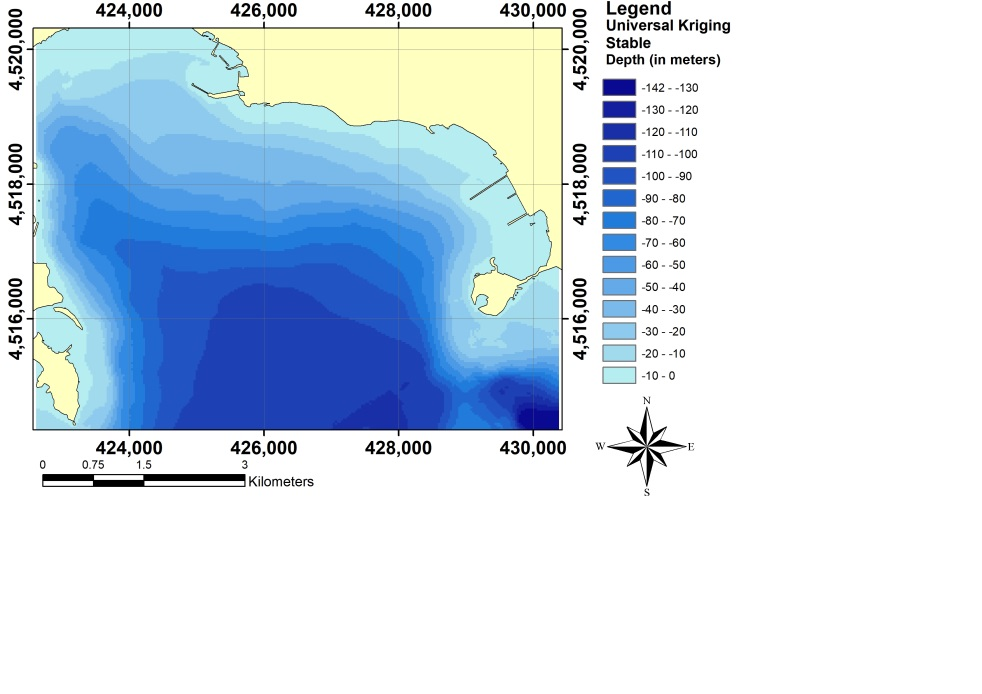 424,000
426,000
428,000
430,000
4,520,000
4,518,000
4,516,000
4,520,000
4,518,000
4,516,000
424,000
426,000
428,000
430,000
0 0.75 1.5 3
Kilometers
Legend
Universal Kriging
Stable
Depth (in meters)
-142 - -130
-130 - -120
-120 - -110
-110 - -100
-100 - -90
-90 - -80
-80 - -70
-70 - -60
-60 - -50
-50 - -40
-40 - -30
-30 - -20
-20 - -10
-10 - 0
N
W E
S